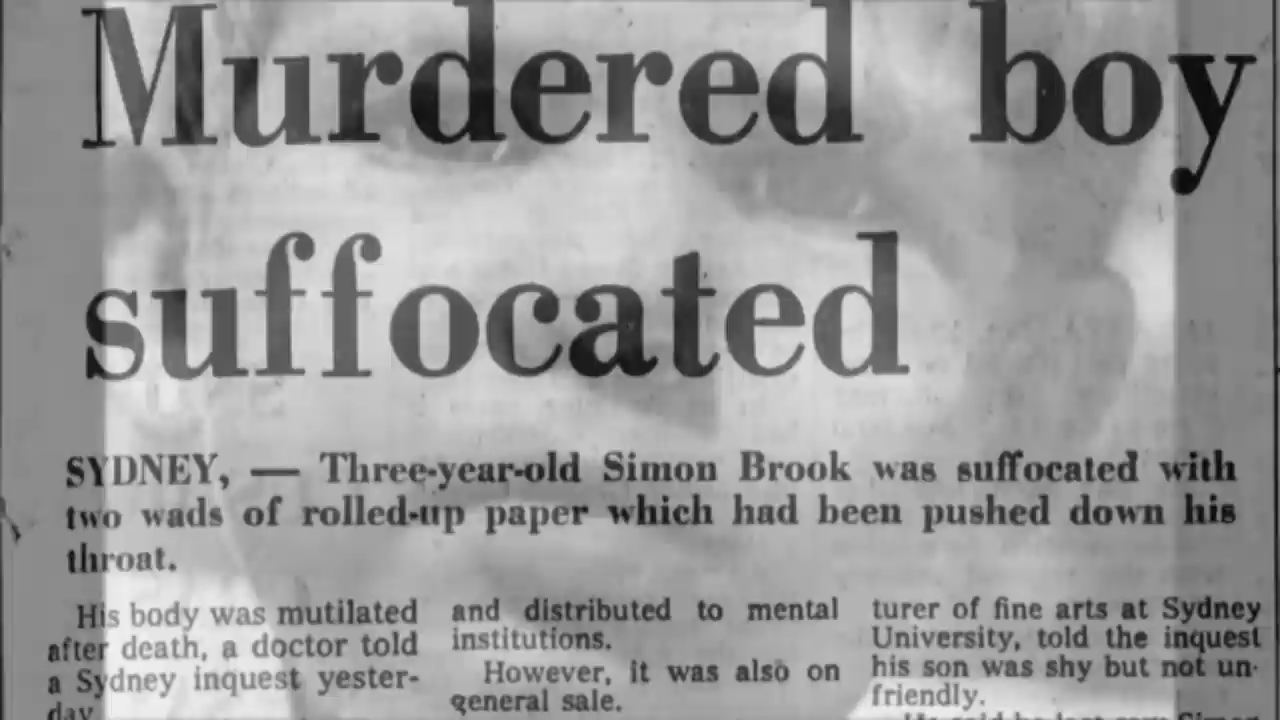 Murdered boy
suffocated
SYDNEY, — Three-year-old Simon Brook was suffocated with
two wads of rolled-up paper which had been pushed down his
throat.
His body was mutilated
after death, a doctor told
a Sydney inquest yester-
day
and distributed to mental
institutions.
However, it was also on
general sale.
turer of fine arts at Sydney
University, told the inquest
his son was shy but not un-
friendly.